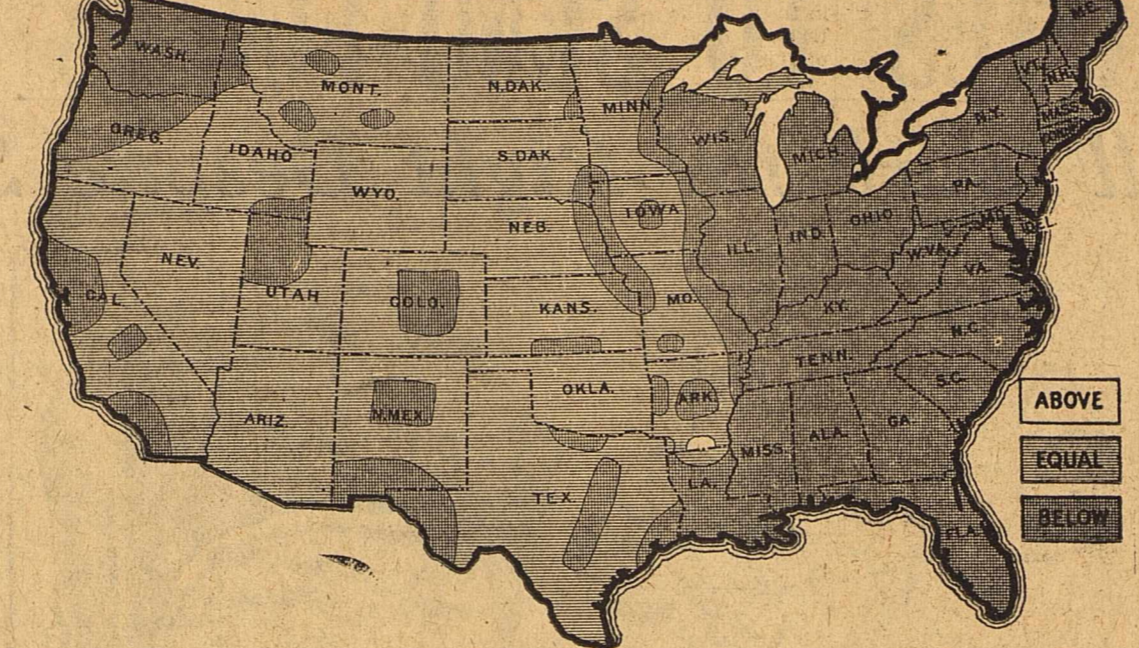 WASH.
MONT.
N.DAK.
MINN.
ME.
VT.
N.H.
OREG.
IDAHO
WYO.
S.DAK.
WIS.
MICH.
N.Y.
MASS.
NEV.
UTAH
COLO.
NEB.
IOWA
ILL.
IND.
OHIO
PA.
MD.
DEL.
W.VA.
VA.
CAL.
KANS.
MO.
KY.
TENN.
N.C.
S.C.
ARIZ.
N.MEX.
OKLA.
ARK.
MISS.
ALA.
GA.
TEX.
LA.
FLA.
ABOVE
EQUAL
BELOW